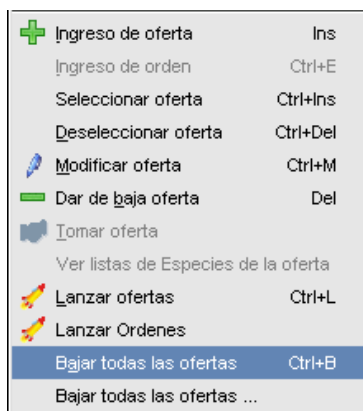 Ingreso de oferta Ins
Ingreso de orden Ctrl+E
Seleccionar oferta Ctrl+Ins
Deseleccionar oferta Ctrl+Del
Modificar oferta Ctrl+M
Dar de baja oferta Del
Tomar oferta
Ver listas de Especies de la oferta
Lanzar ofertas Ctrl+L
Lanzar Ordenes
Bajar todas las ofertas Ctrl+B
Bajar todas las ofertas ...